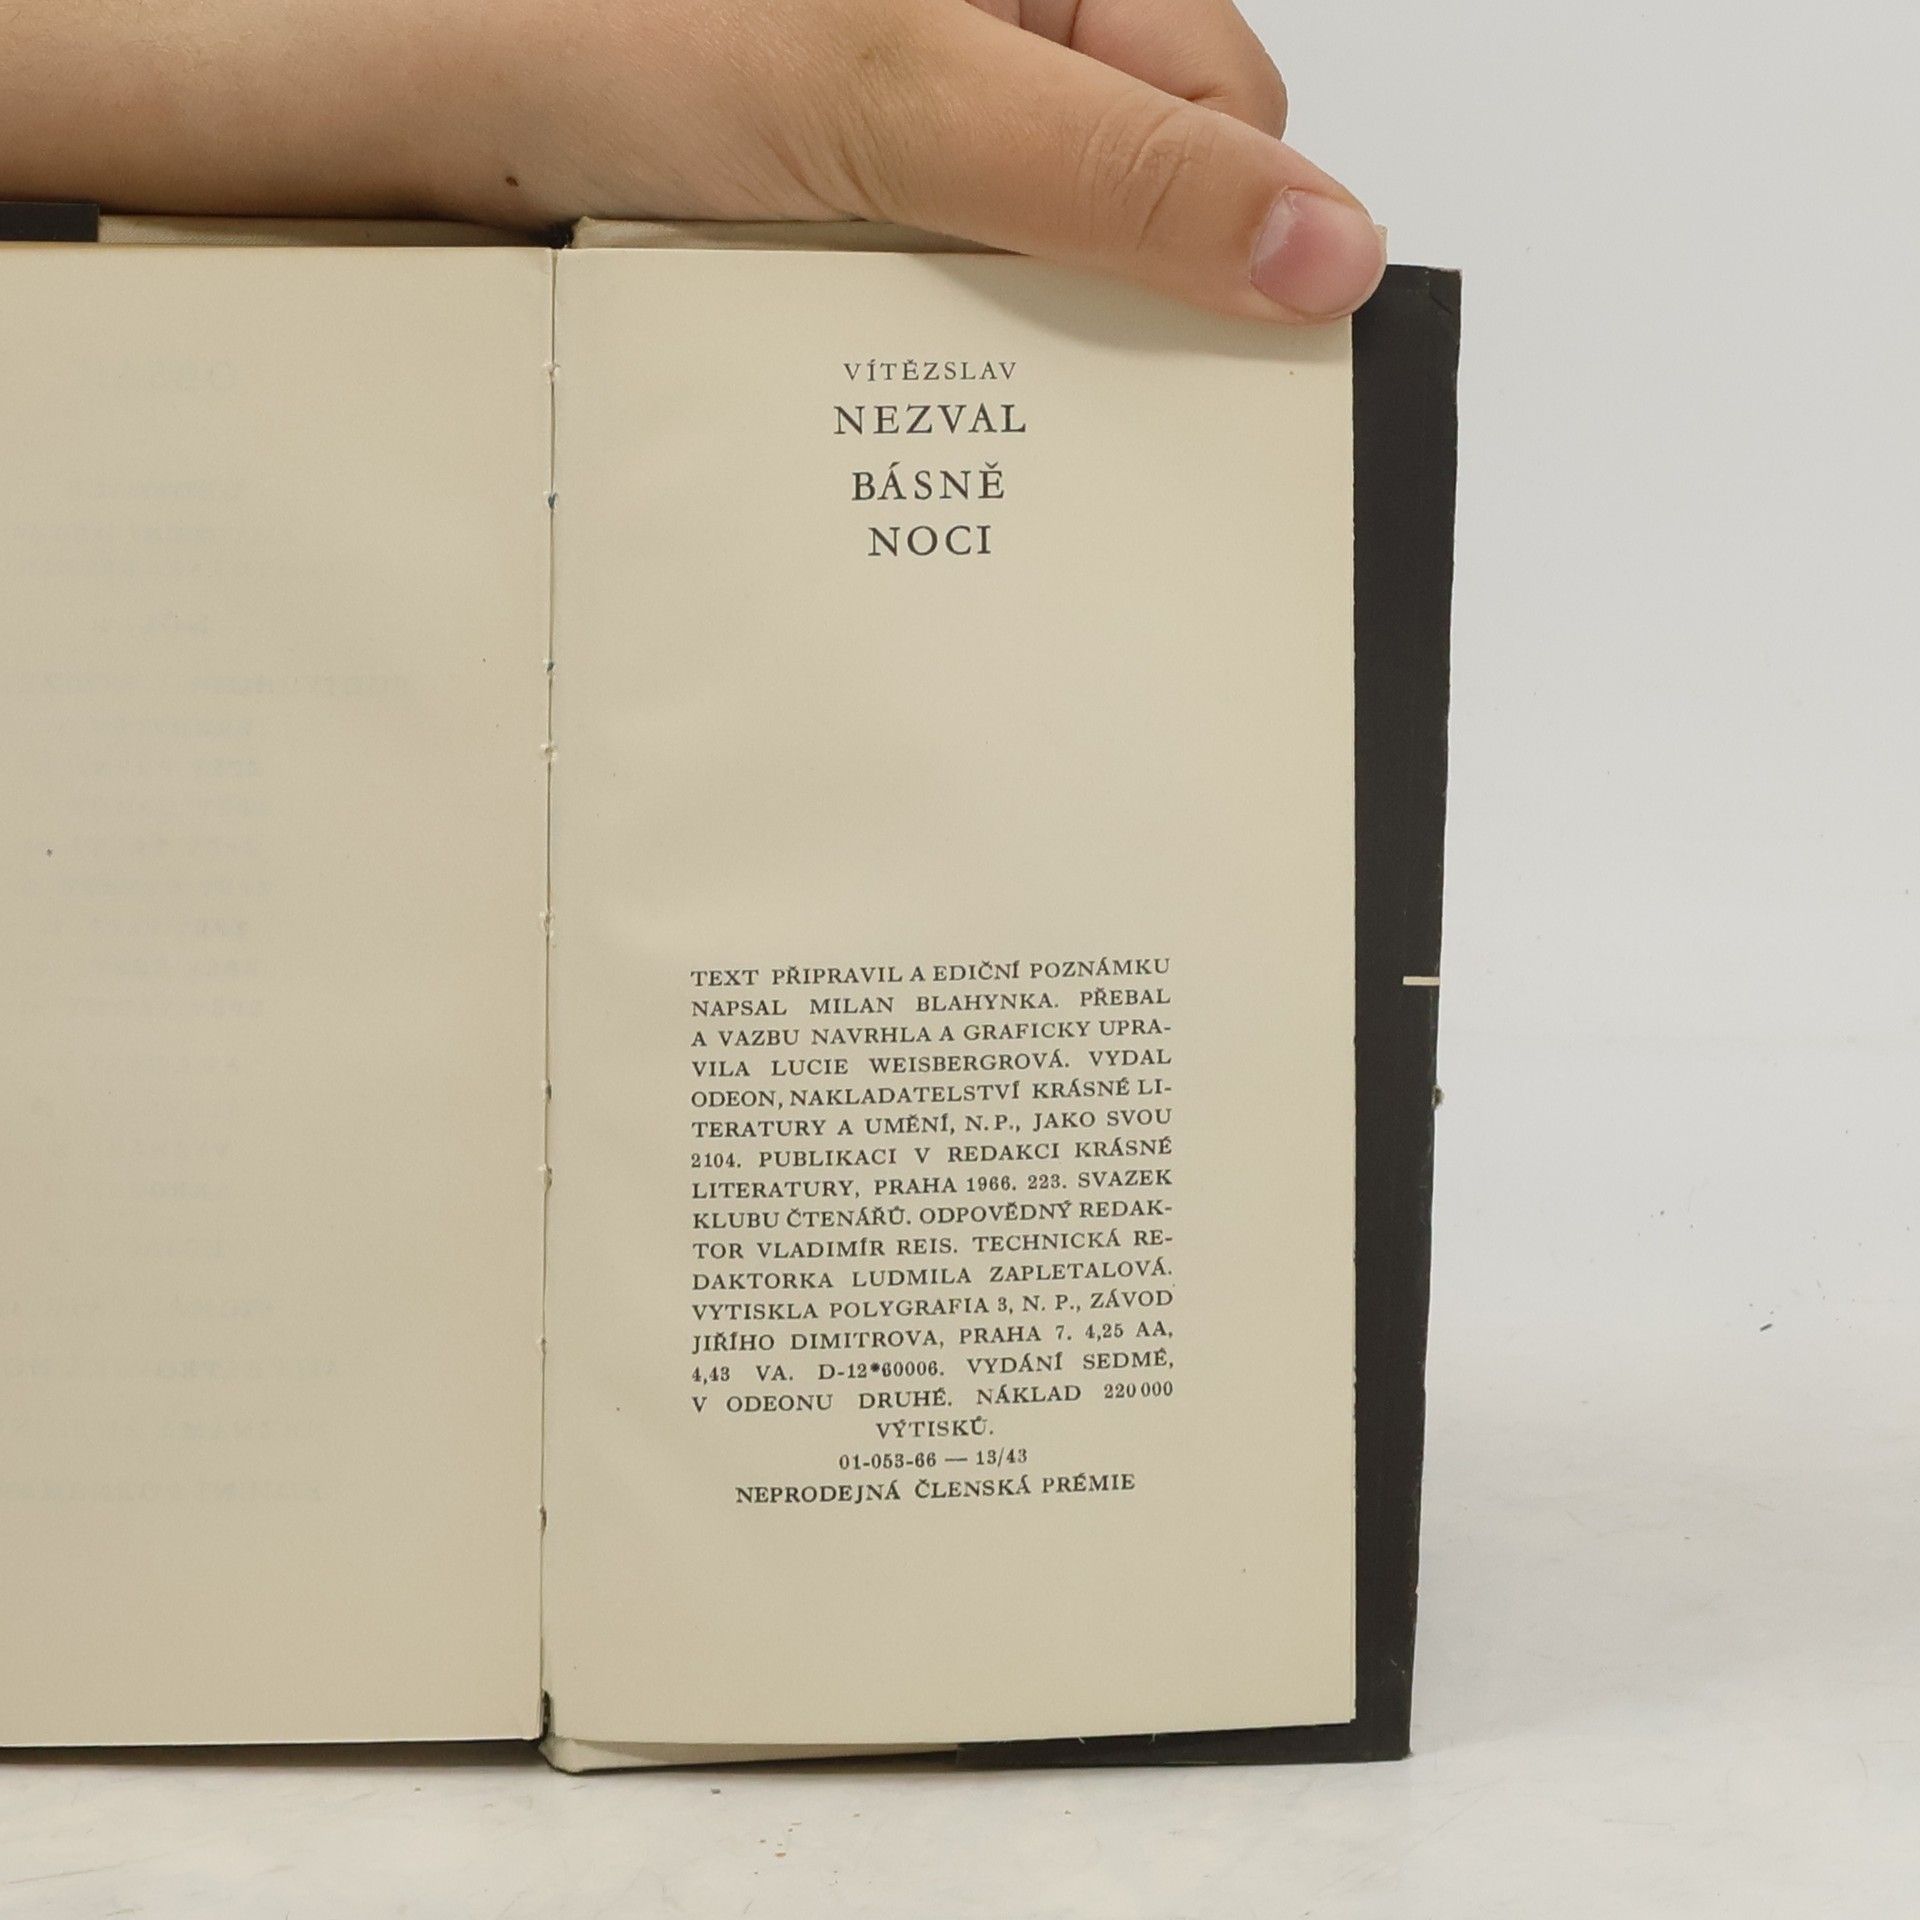 VÍTĚZSLAV
NEZVAL
BÁSNĚ
NOCI
TEXT PŘIPRAVIL A EDIČNÍ POZNÁMKU
NAPSAL MILAN BLAHYNKA. PŘEBAL
A VAZBU NAVRHLA A GRAFICKY UPRA-
VILA LUCIE WEISBERGROVÁ. VYDAL
ODEON, NAKLADATELSTVÍ KRÁSNÉ LI-
TERATURY A UMĚNÍ, N.P., JAKO SVOU
2104. PUBLIKACI V REDAKCI KRÁSNÉ
LITERATURY, PRAHA 1966. 223. SVAZEK
KLUBU ČTENÁŘŮ. ODPOVĚDNÝ REDAK-
TOR VLADIMÍR REIS. TECHNICKÁ RE-
DAKTORKA LUDMILA ZAPLETALOVÁ.
VYTISKLA POLYGRAFIA 3, N. P., ZÁVOD
JIŘÍHO DIMITROVA, PRAHA 7. 4,25 AA,
4,43 VA. D-12*60006. VYDÁNÍ SEDMÉ,
V ODEONU DRUHÉ. NÁKLAD 220 000
VÝTISKŮ.
01-053-66 — 13/43
NEPRODEJNÁ ČLENSKÁ PRÉMIE